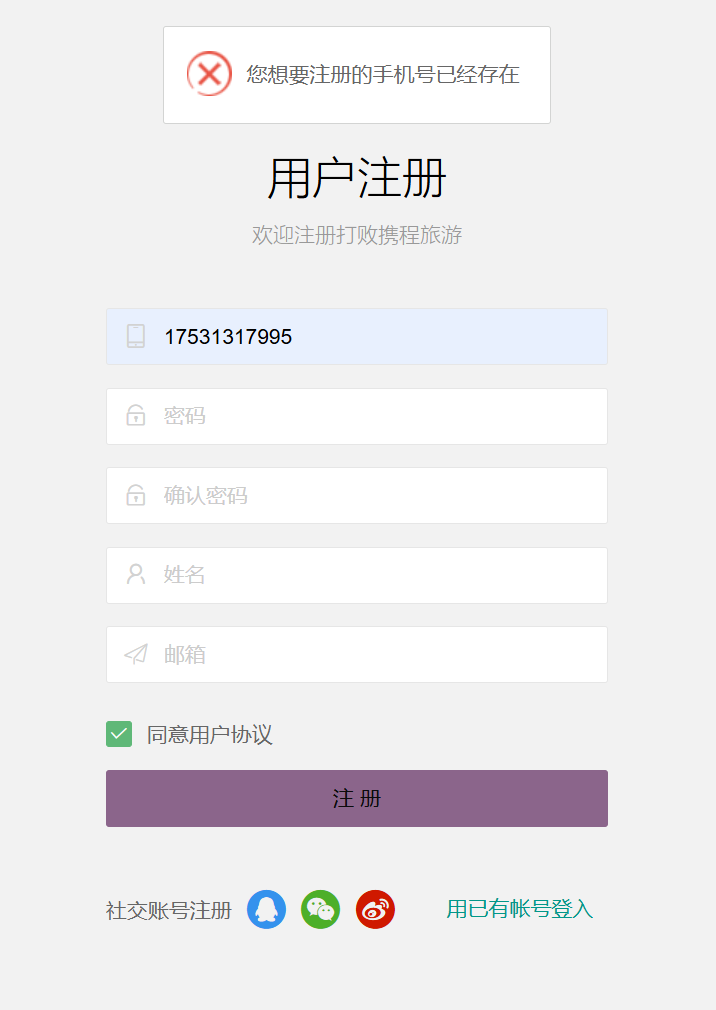 您想要注册的手机号已经存在
用户注册
欢迎注册打败携程旅游
17531317995
密码
确认密码
姓名
邮箱
同意用户协议
注 册
社交账号注册
用已有帐号登入